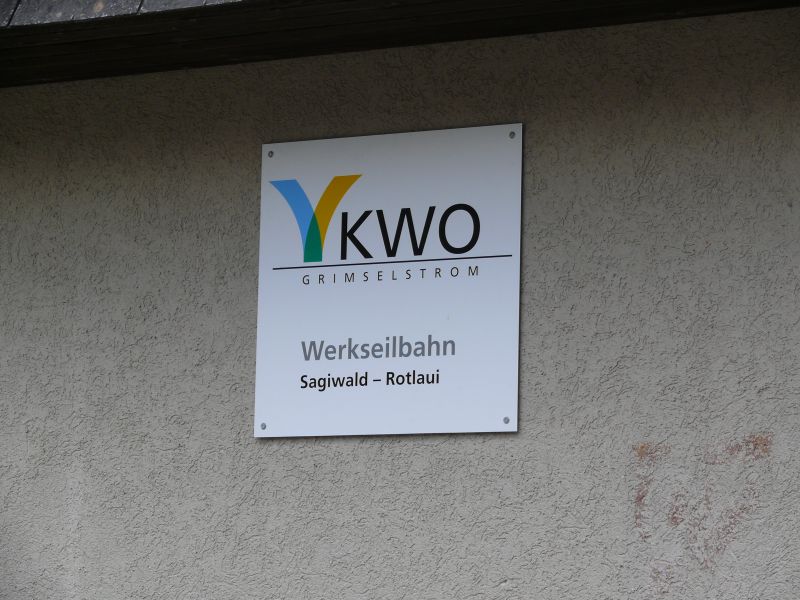 KWO
GRIMSELSTROM
Werkseilbahn
Sagiwald – Rotlaui